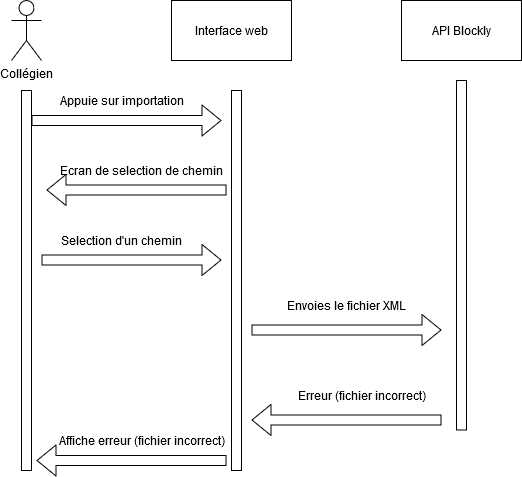 Interface web
API Blockly
Collégien
Appuie sur importation
Ecran de selection de chemin
Selection d'un chemin
Envoies le fichier XML
Erreur (fichier incorrect)
Affiche erreur (fichier incorrect)